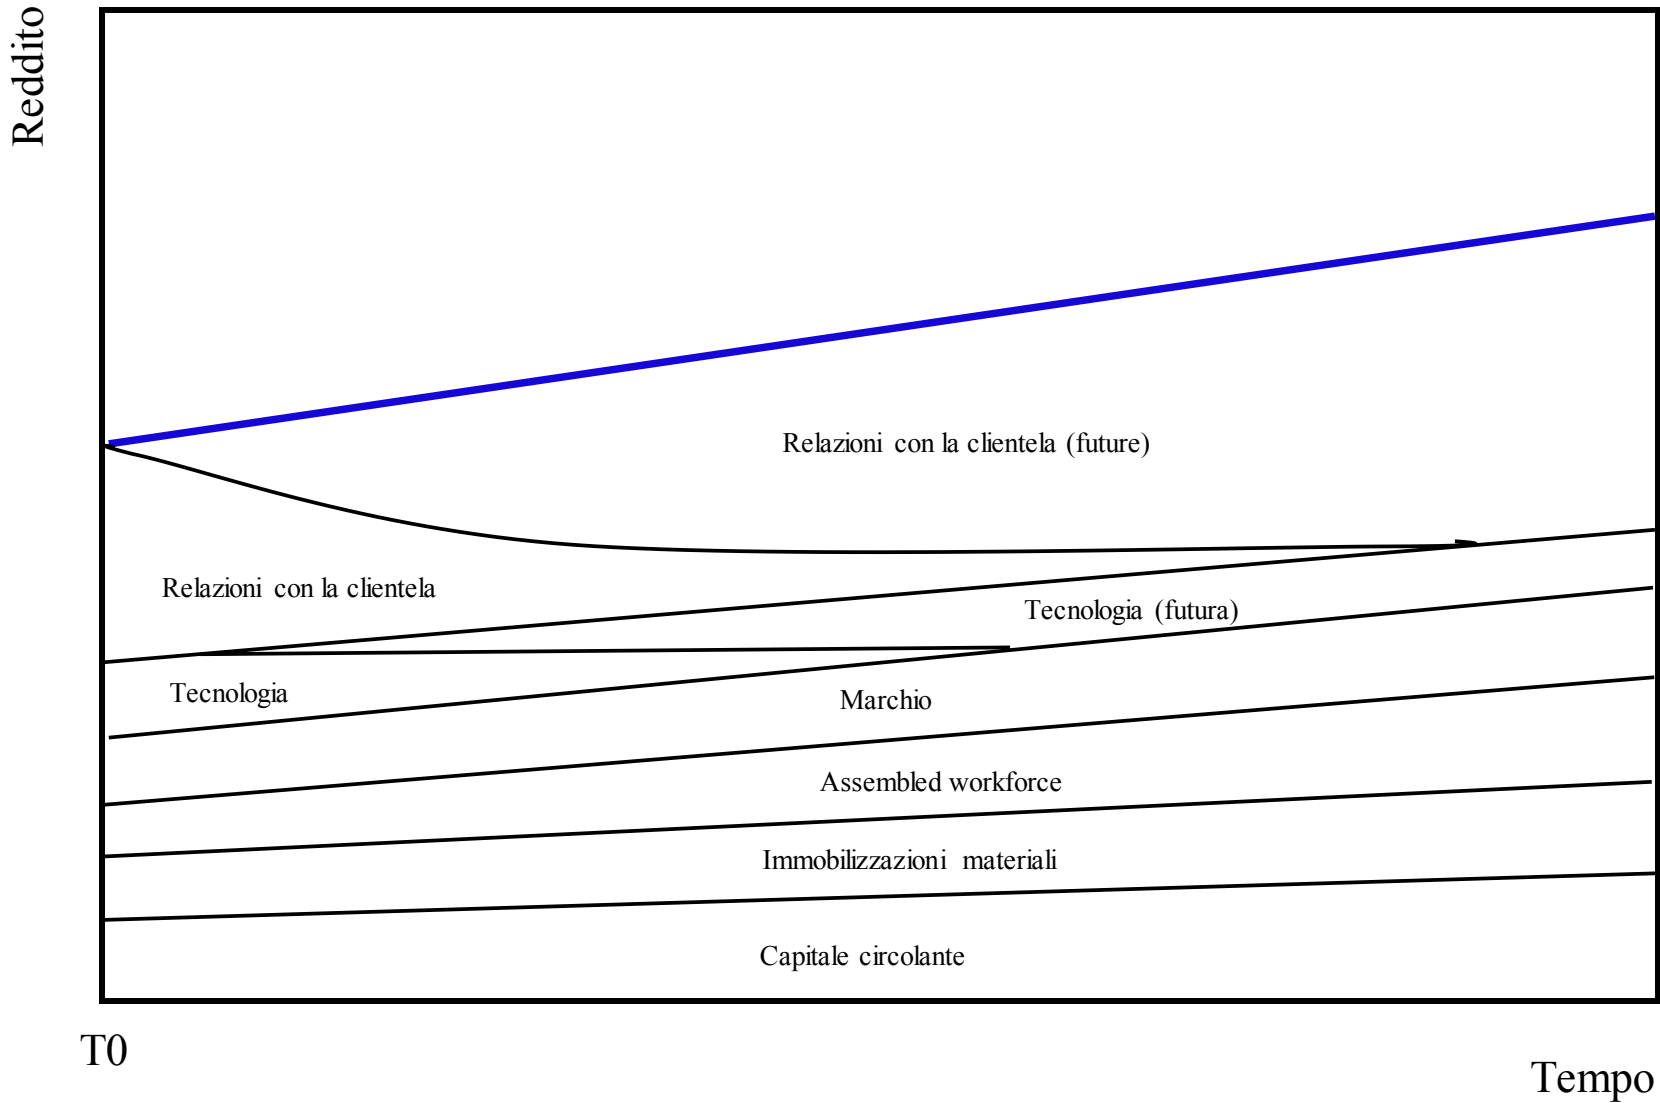 Reddito
Relazioni con la clientela (future)
Relazioni con la clientela
Tecnologia (futura)
Tecnologia
Marchio
Assembled workforce
Immobilizzazioni materiali
Capitale circolante
T0
Tempo